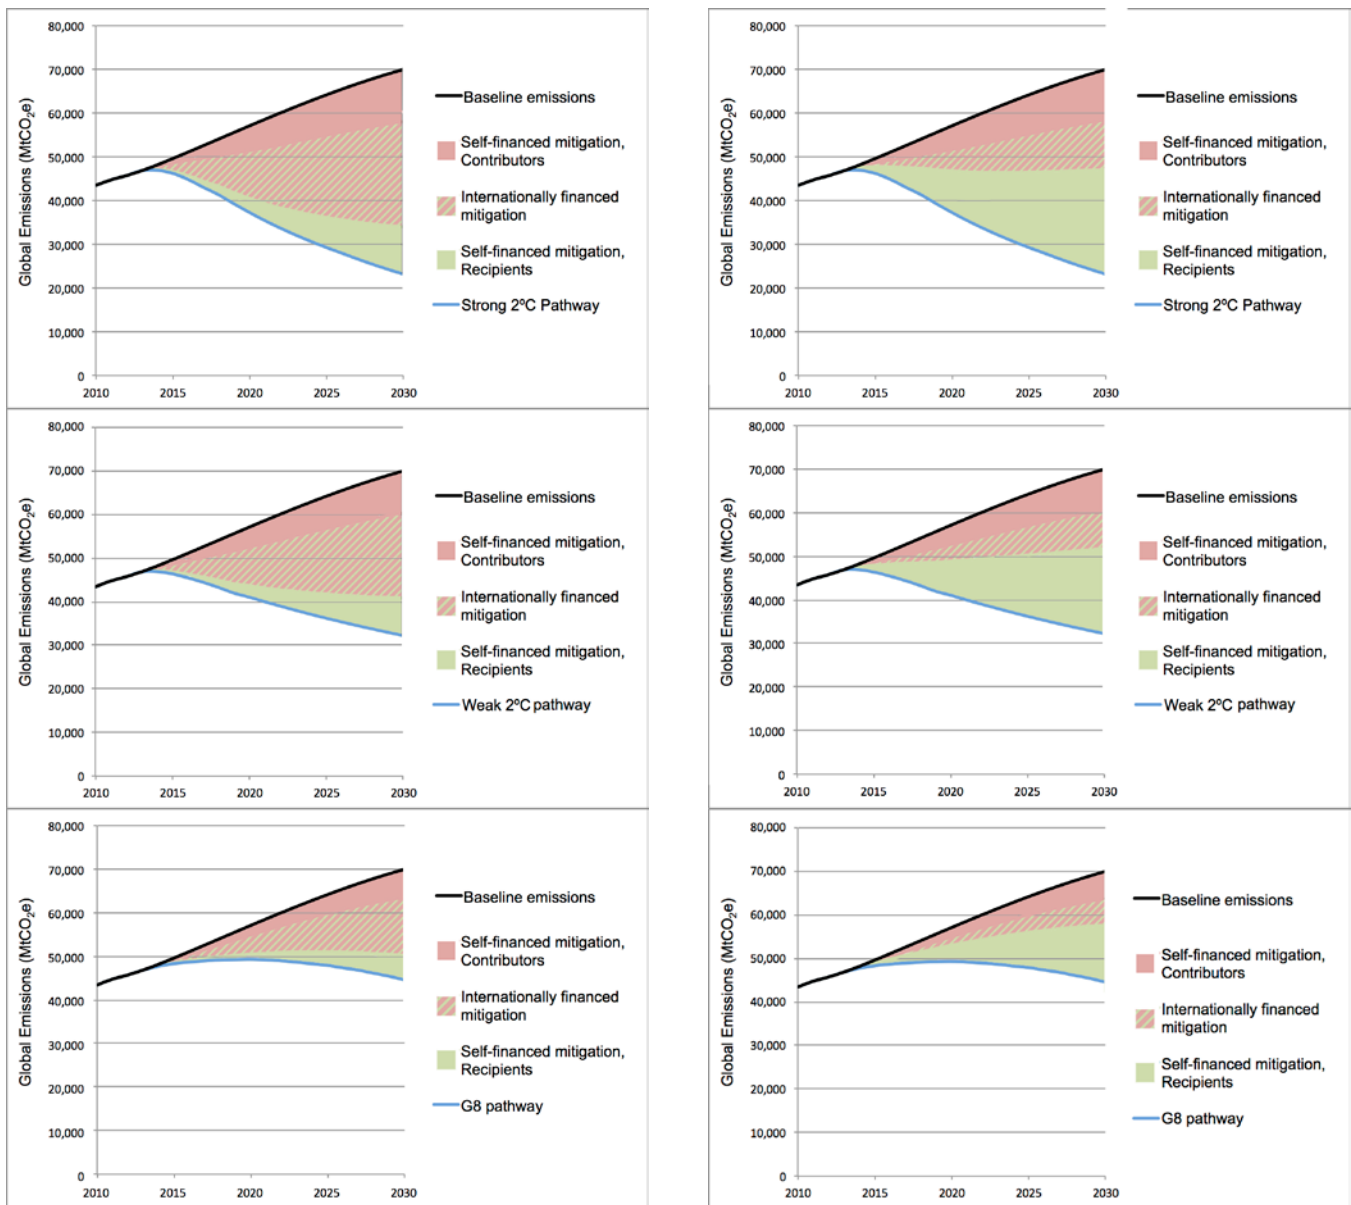 80,000
70,000
60,000
50,000
40,000
30,000
20,000
10,000
0
Global Emissions (MtCO₂e)
2010 2015 2020 2025 2030
Baseline emissions
Self-financed mitigation,
Contributors
Internationally financed
mitigation
Self-financed mitigation,
Recipients
Strong 2ºC Pathway
80,000
70,000
60,000
50,000
40,000
30,000
20,000
10,000
0
Global Emissions (MtCO₂e)
2010 2015 2020 2025 2030
Baseline emissions
Self-financed mitigation,
Contributors
Internationally financed
mitigation
Self-financed mitigation,
Recipients
Strong 2ºC Pathway
80,000
70,000
60,000
50,000
40,000
30,000
20,000
10,000
0
Global Emissions (MtCO₂e)
2010 2015 2020 2025 2030
Baseline emissions
Self-financed mitigation,
Contributors
Internationally financed
mitigation
Self-financed mitigation,
Recipients
Weak 2ºC pathway
80,000
70,000
60,000
50,000
40,000
30,000
20,000
10,000
0
Global Emissions (MtCO₂e)
2010 2015 2020 2025 2030
Baseline emissions
Self-financed mitigation,
Contributors
Internationally financed
mitigation
Self-financed mitigation,
Recipients
Weak 2ºC pathway
80,000
70,000
60,000
50,000
40,000
30,000
20,000
10,000
0
Global Emissions (MtCO₂e)
2010 2015 2020 2025 2030
Baseline emissions
Self-financed mitigation,
Contributors
Internationally financed
mitigation
Self-financed mitigation,
Recipients
G8 pathway
80,000
70,000
60,000
50,000
40,000
30,000
20,000
10,000
0
Global Emissions (MtCO₂e)
2010 2015 2020 2025 2030
Baseline emissions
Self-financed mitigation,
Contributors
Internationally financed
mitigation
Self-financed mitigation,
Recipients
G8 pathway